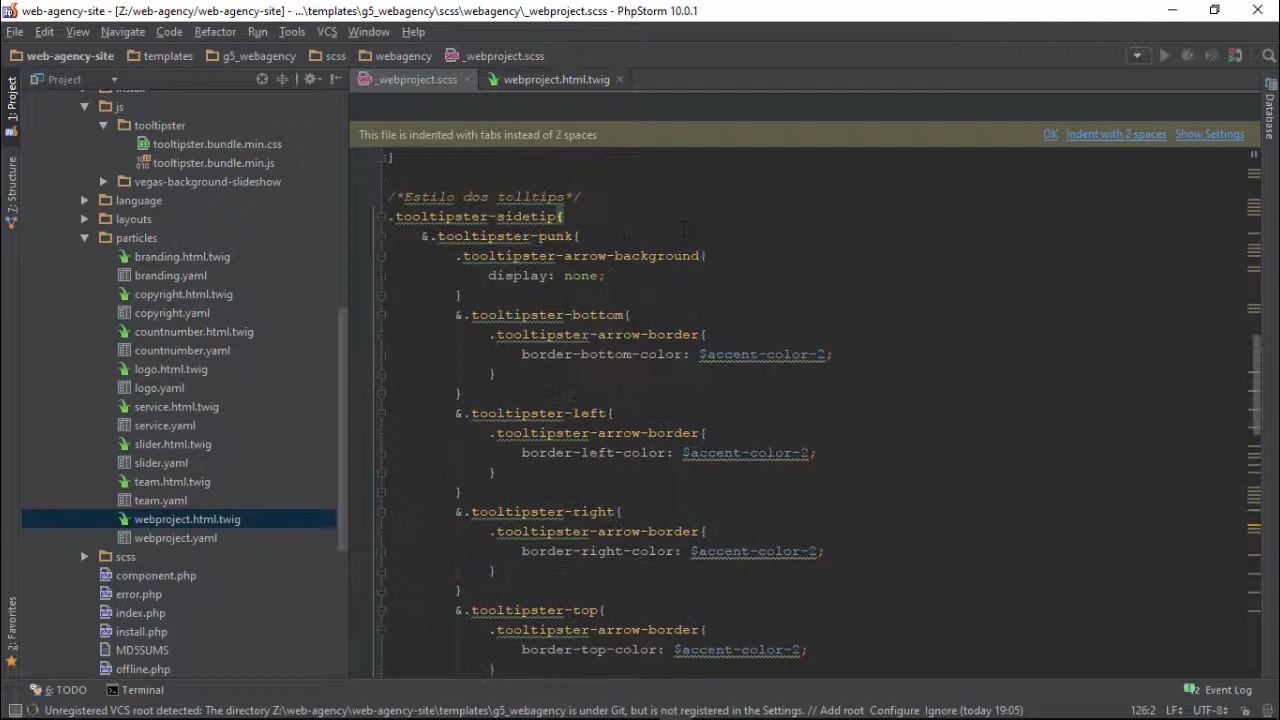 web-agency-site - [Z:/web-agency/web-agency-site] - ...\templates\g5_webagency\scss\webagency\_webproject.scss - PhpStorm 10.0.1
File Edit View Navigate Code Refactor Run Tools VCS Window Help
web-agency-site templates g5_webagency scss webagency _webproject.scss
Project
_webproject.scss
webproject.html.twig
1: Project
7: Structure
2: Favorites
Database
This file is indented with tabs instead of 2 spaces
OK Indent with 2 spaces Show Settings
install
js
tooltipster
tooltipster.bundle.min.css
tooltipster.bundle.min.js
vegas-background-slideshow
language
layouts
particles
branding.html.twig
branding.yaml
copyright.html.twig
copyright.yaml
countnumber.html.twig
countnumber.yaml
logo.html.twig
logo.yaml
service.html.twig
service.yaml
slider.html.twig
slider.yaml
team.html.twig
team.yaml
webproject.html.twig
webproject.yaml
scss
component.php
error.php
index.php
install.php
MD5SUMS
offline.php
}
/*Estilo dos tolltips*/
.tooltipster-sidetip{
&.tooltipster-punk{
.tooltipster-arrow-background{
display: none;
}
&.tooltipster-bottom{
.tooltipster-arrow-border{
border-bottom-color: $accent-color-2;
}
}
&.tooltipster-left{
.tooltipster-arrow-border{
border-left-color: $accent-color-2;
}
}
&.tooltipster-right{
.tooltipster-arrow-border{
border-right-color: $accent-color-2;
}
}
&.tooltipster-top{
.tooltipster-arrow-border{
border-top-color: $accent-color-2;
}
6: TODO Terminal
2 Event Log
Unregistered VCS root detected: The directory Z:\web-agency\web-agency-site\templates\g5_webagency is under Git, but is not registered in the Settings. // Add root Configure Ignore (today 19:05)
126:2 LF÷ UTF-8÷